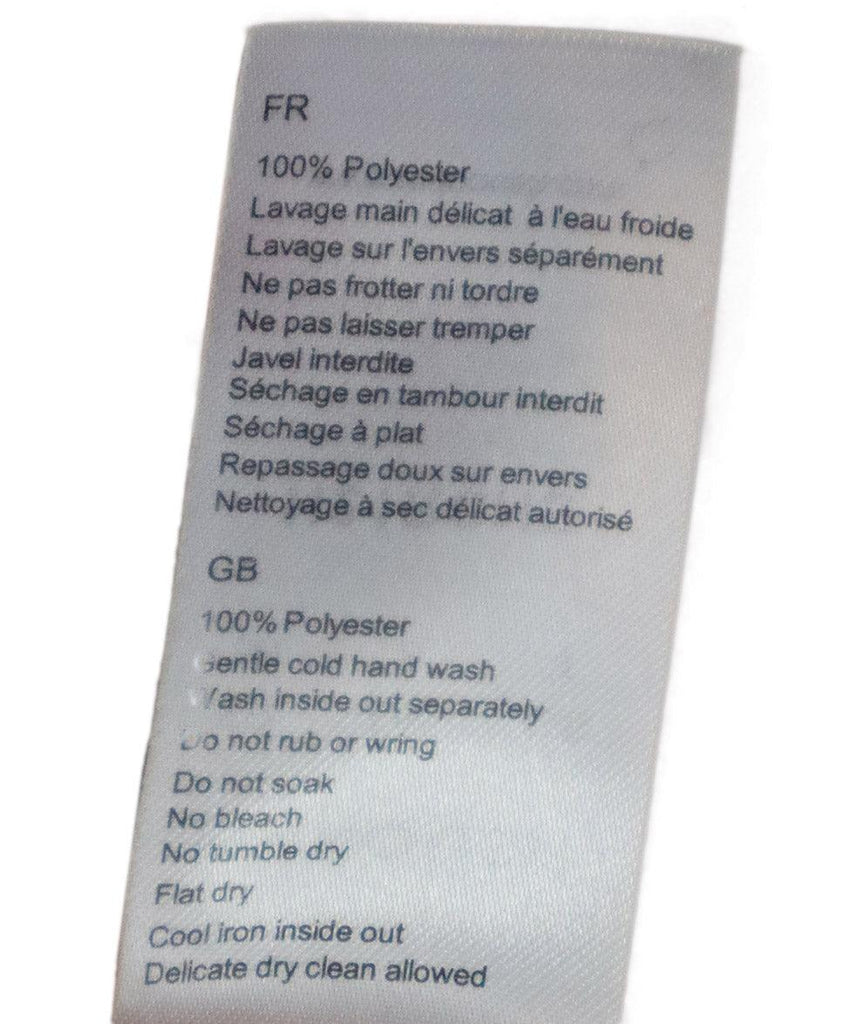 FR
100% Polyester
Lavage main délicat à l'eau froide
Lavage sur l'envers séparément
Ne pas frotter ni tordre
Ne pas laisser tremper
Javel interdite
Séchage en tambour interdit
Séchage à plat
Repassage doux sur envers
Nettoyage à sec délicat autorisé
GB
100% Polyester
Gentle cold hand wash
Wash inside out separately
Do not rub or wring
Do not soak
No bleach
No tumble dry
Flat dry
Cool iron inside out
Delicate dry clean allowed